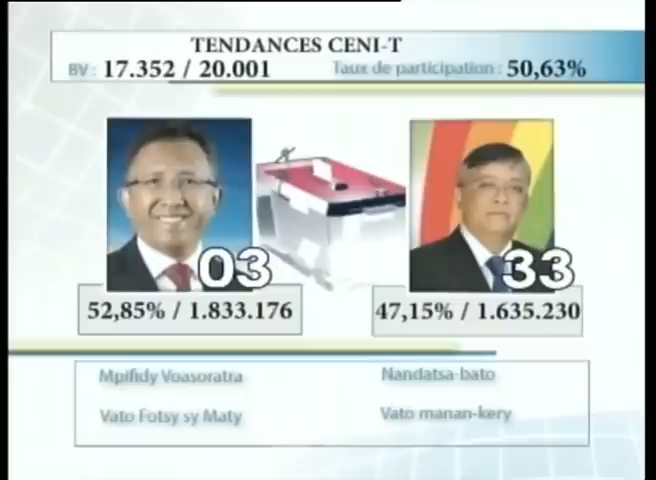 TENDANCES CENI-T
BV : 17.352 / 20.001 Taux de participation : 50,63%
03
33
52,85% / 1.833.176
47,15% / 1.635.230
Mpifidy Voasoratra
Nandatsa-bato
Vato Fotsy sy Maty
Vato manan-kery